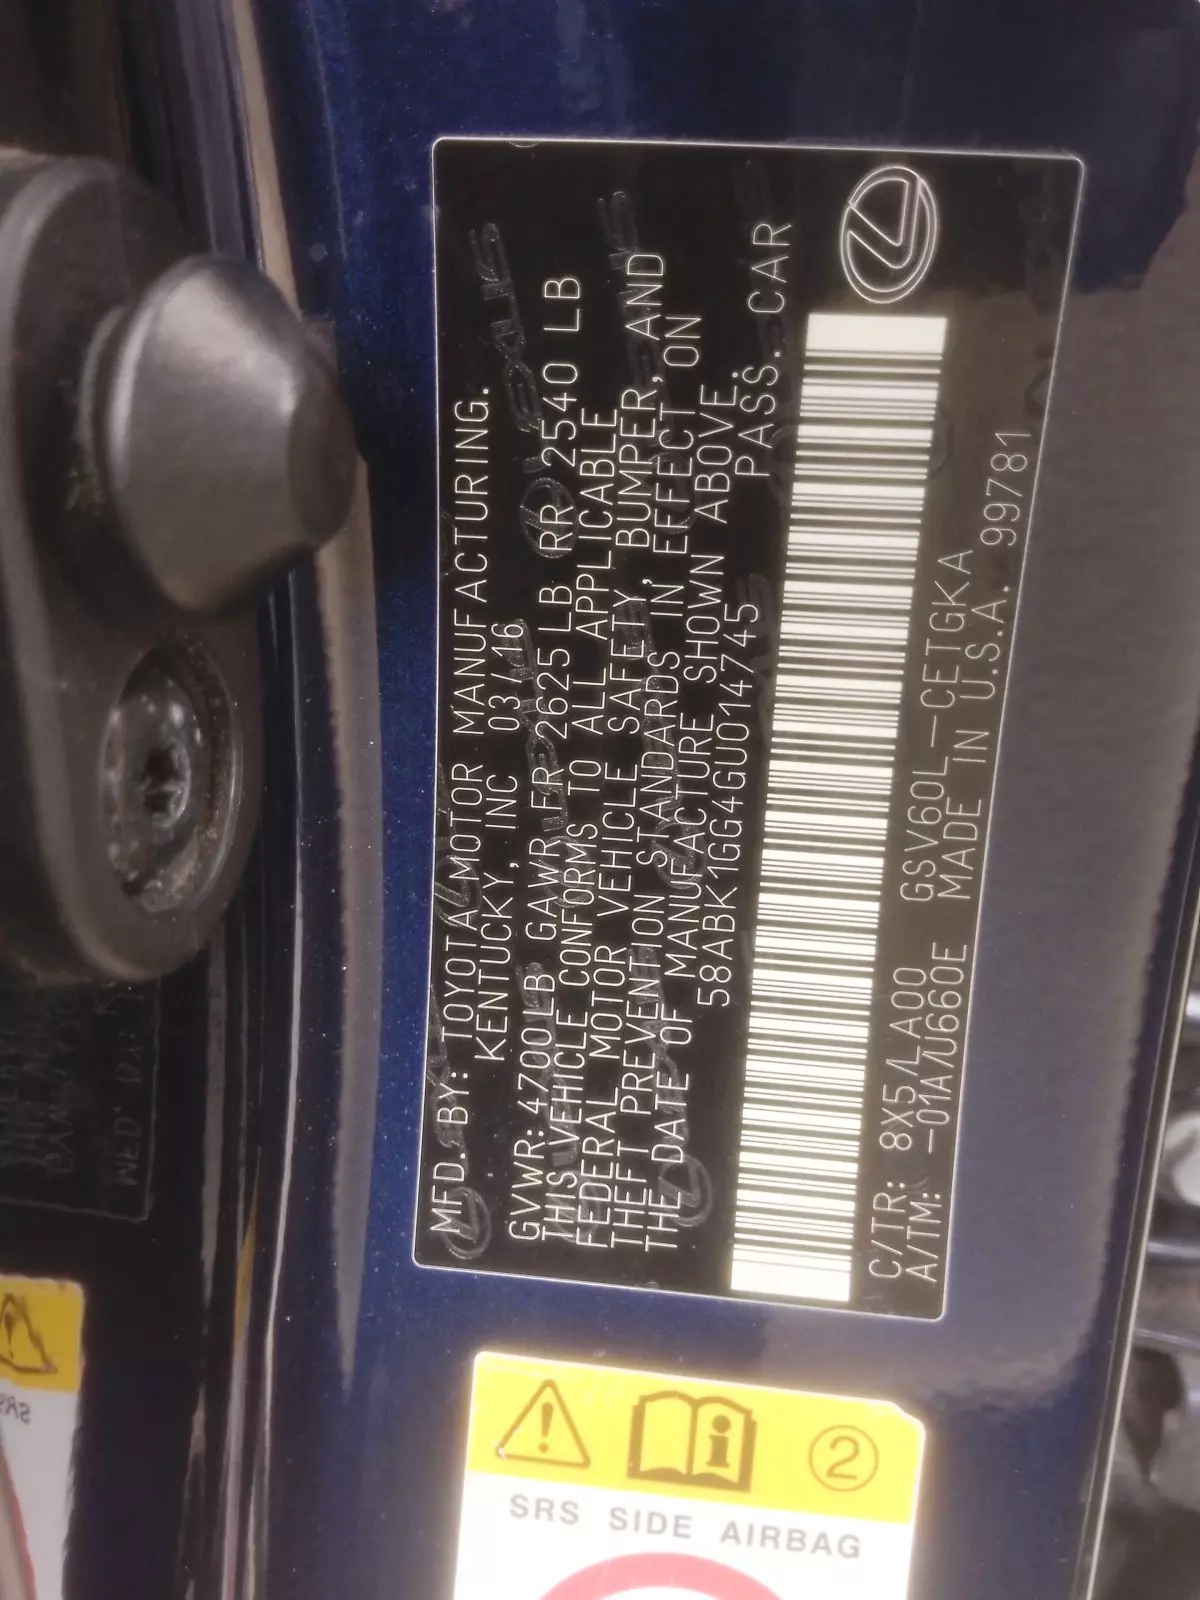 MFD. BY: TOYOTA MOTOR MANUFACTURING.
KENTUCKY, INC 03/16
GVWR: 4700 LB GAWR FR 2625 LB RR 2540 LB
THIS VEHICLE CONFORMS TO ALL APPLICABLE
FEDERAL MOTOR VEHICLE SAFETY, BUMPER, AND
THEFT PREVENTION STANDARDS IN EFFECT ON
THE DATE OF MANUFACTURE SHOWN ABOVE.
58ABK1GG4GU014745 PASS. CAR
C/TR: 8X5/LA00 GSV60L-CETGKA
A/TM: -01A/U660E MADE IN U.S.A. 99781
2
SRS SIDE AIRBAG